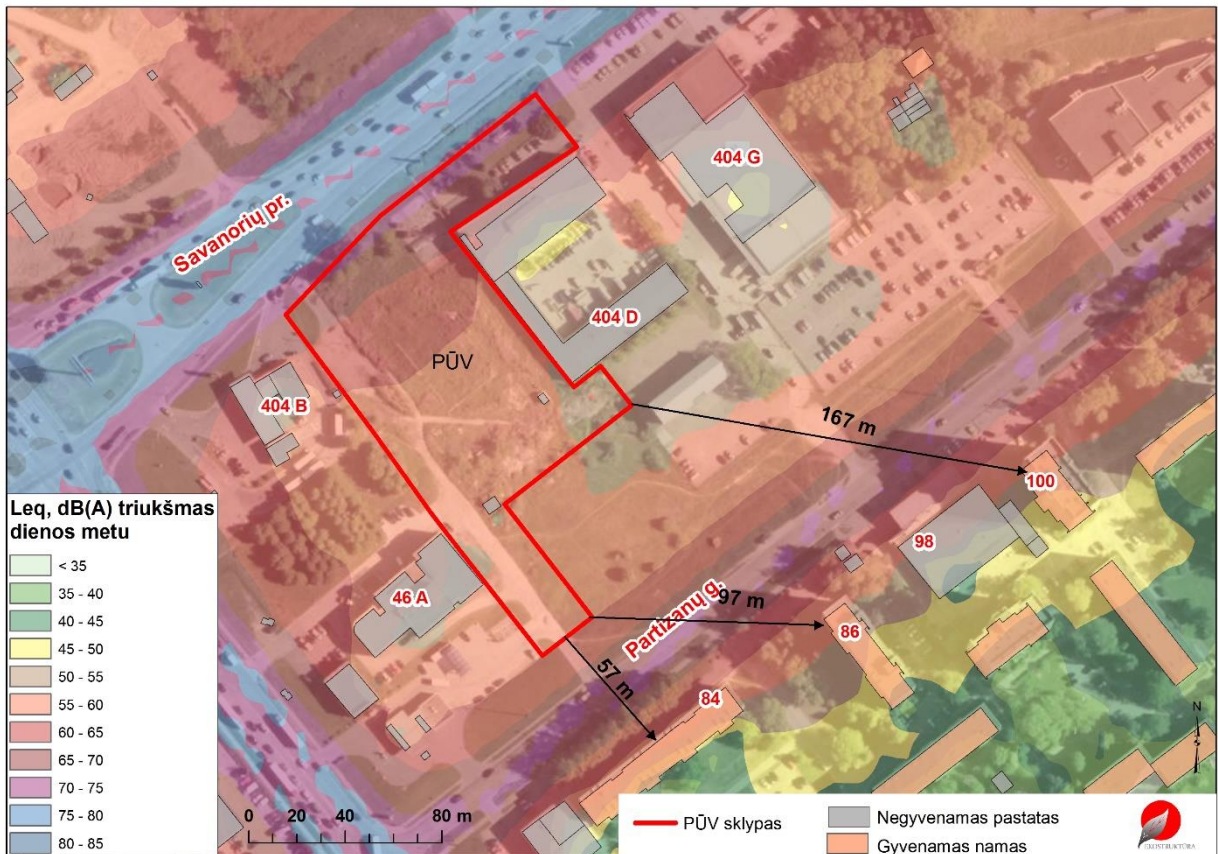 Savanorių pr.
404 G
404 D
PŪV
404 B
167 m
100
98
46 A
Partizanų g.
97 m
86
57 m
84
N
Leq, dB(A) triukšmas
dienos metu
< 35
35 - 40
40 - 45
45 - 50
50 - 55
55 - 60
60 - 65
65 - 70
70 - 75
75 - 80
80 - 85
0 20 40 80 m
PŪV sklypas
Negyvenamas pastatas
Gyvenamas namas
EKOSTRUKTŪRA